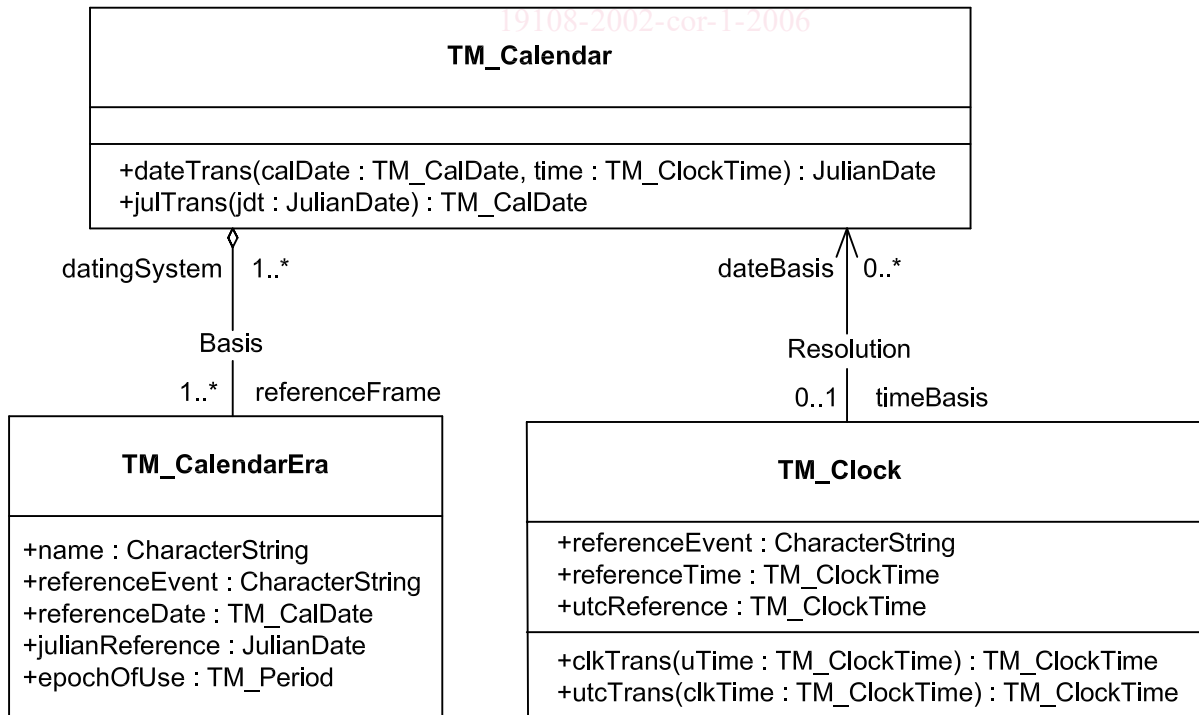 19108-2002-cor-1-2006
TM_Calendar
+dateTrans(calDate : TM_CalDate, time : TM_ClockTime) : JulianDate
+julTrans(jdt : JulianDate) : TM_CalDate
datingSystem 1..*
dateBasis 0..*
Basis
Resolution
1..* referenceFrame
0..1 timeBasis
TM_CalendarEra
+name : CharacterString
+referenceEvent : CharacterString
+referenceDate : TM_CalDate
+julianReference : JulianDate
+epochOfUse : TM_Period
TM_Clock
+referenceEvent : CharacterString
+referenceTime : TM_ClockTime
+utcReference : TM_ClockTime
+clkTrans(uTime : TM_ClockTime) : TM_ClockTime
+utcTrans(clkTime : TM_ClockTime) : TM_ClockTime